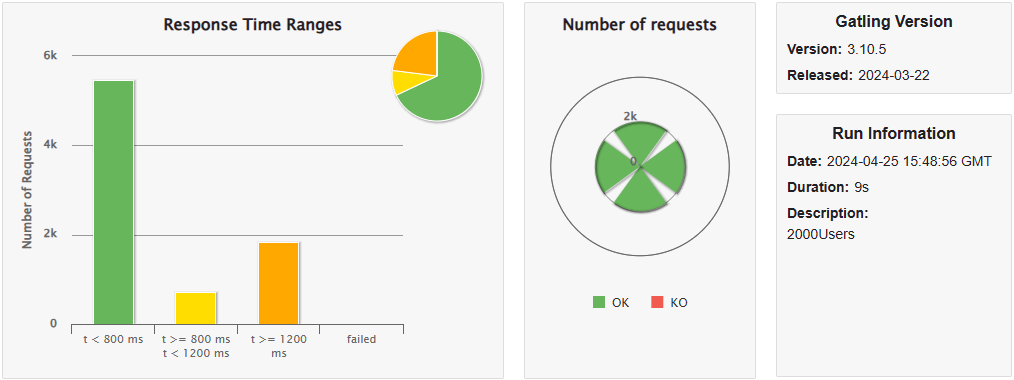 Response Time Ranges
Number of Requests
6k
4k
2k
0
t < 800 ms
t >= 800 ms
t < 1200 ms
t >= 1200
ms
failed
Number of requests
2k
0
OK
KO
Gatling Version
Version: 3.10.5
Released: 2024-03-22
Run Information
Date: 2024-04-25 15:48:56 GMT
Duration: 9s
Description:
2000Users